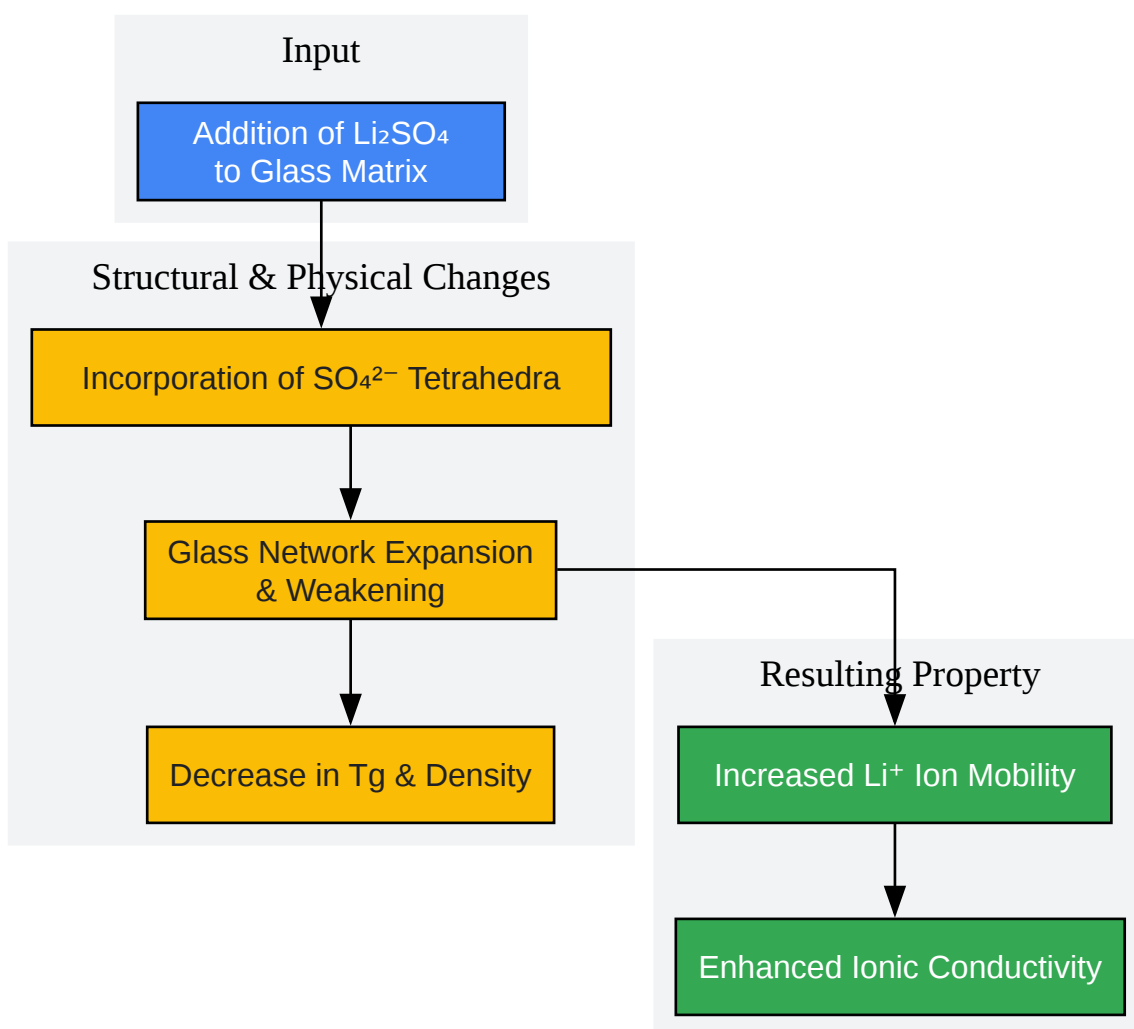 Input
Addition of Li₂SO₄
to Glass Matrix
Structural & Physical Changes
Incorporation of SO₄²⁻ Tetrahedra
Glass Network Expansion
& Weakening
Decrease in Tg & Density
Resulting Property
Increased Li⁺ Ion Mobility
Enhanced Ionic Conductivity